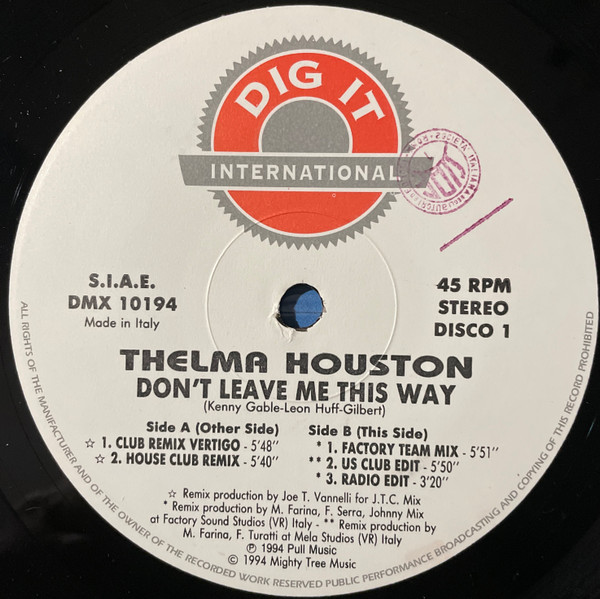 DIG IT
INTERNATIONAL
S.I.A.E.
DMX 10194
Made in Italy
45 RPM
STEREO
DISCO 1
THELMA HOUSTON
DON'T LEAVE ME THIS WAY
(Kenny Gable-Leon Huff-Gilbert)
Side A (Other Side)
☆ 1. CLUB REMIX VERTIGO - 5'48''
☆ 2. HOUSE CLUB REMIX - 5'40''
Side B (This Side)
* 1. FACTORY TEAM MIX - 5'51''
** 2. US CLUB EDIT - 5'50''
* 3. RADIO EDIT - 3'20''
☆ Remix production by Joe T. Vannelli for J.T.C. Mix
* Remix production by M. Farina, F. Serra, Johnny Mix
at Factory Sound Studios (VR) Italy - ** Remix production by
M. Farina, F. Turatti at Mela Studios (VR) Italy
℗ 1994 Pull Music
© 1994 Mighty Tree Music
ALL RIGHTS OF THE MANUFACTURER AND OF THE OWNER OF THE RECORDED WORK RESERVED PUBLIC PERFORMANCE BROADCASTING AND COPYING OF THIS RECORD PROHIBITED
SOCIETA' ITALIANA